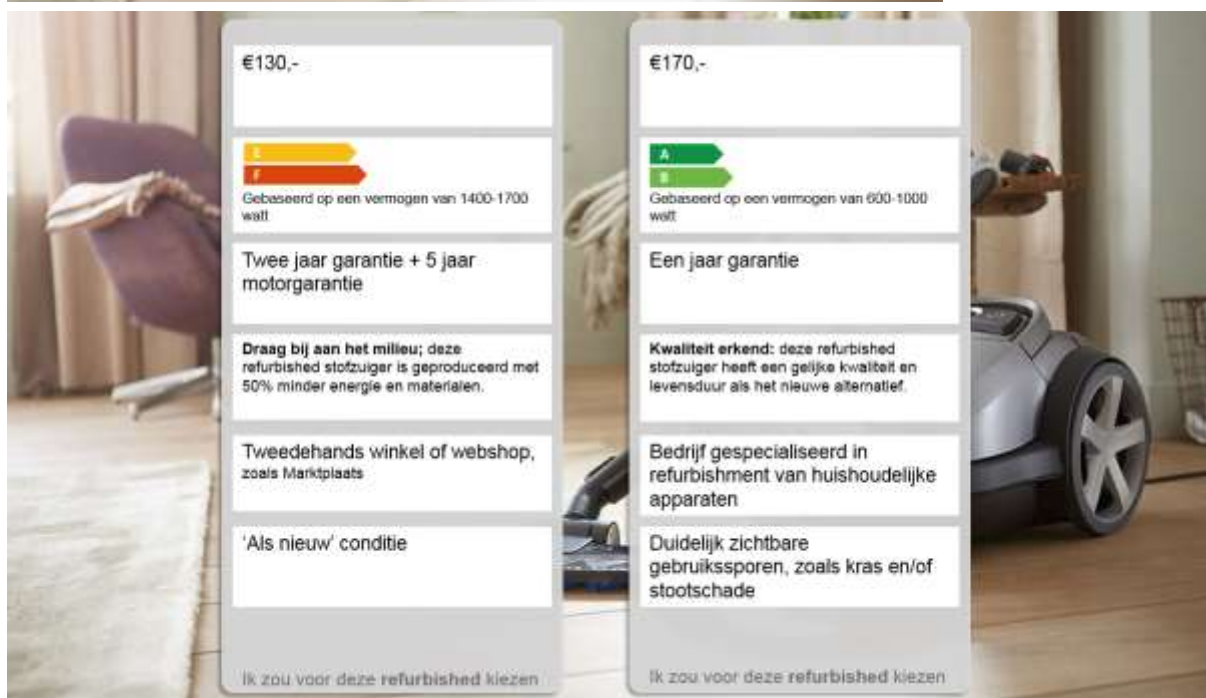 €130,-
E
F
Gebaseerd op een vermogen van 1400-1700
watt
Twee jaar garantie + 5 jaar
motorgarantie
Draag bij aan het milieu; deze
refurbished stofzuiger is geproduceerd met
50% minder energie en materialen.
Tweedehands winkel of webshop,
zoals Marktplaats
'Als nieuw' conditie
Ik zou voor deze refurbished kiezen
€170,-
A
B
Gebaseerd op een vermogen van 600-1000
watt
Een jaar garantie
Kwaliteit erkend: deze refurbished
stofzuiger heeft een gelijke kwaliteit en
levensduur als het nieuwe alternatief.
Bedrijf gespecialiseerd in
refurbishment van huishoudelijke
apparaten
Duidelijk zichtbare
gebruikssporen, zoals kras en/of
stootschade
Ik zou voor deze refurbished kiezen